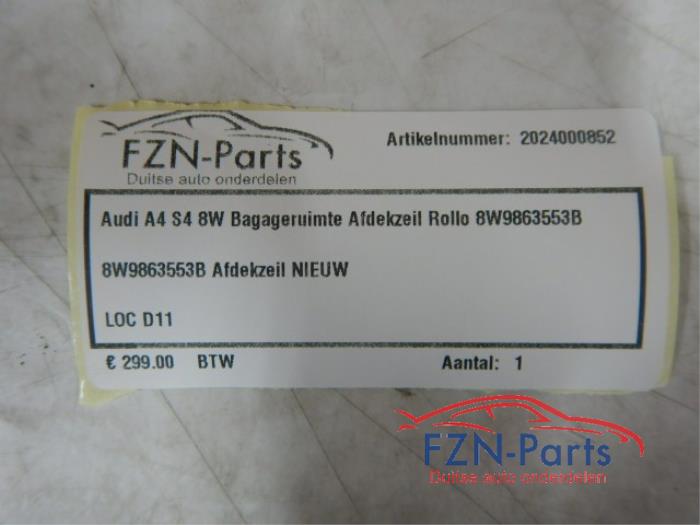 FZN-Parts
Duitse auto onderdelen
Artikelnummer: 2024000852
Audi A4 S4 8W Bagageruimte Afdekzeil Rollo 8W9863553B
8W9863553B Afdekzeil NIEUW
LOC D11
€ 299.00 BTW Aantal: 1
FZN-Parts
Duitse auto onderdelen